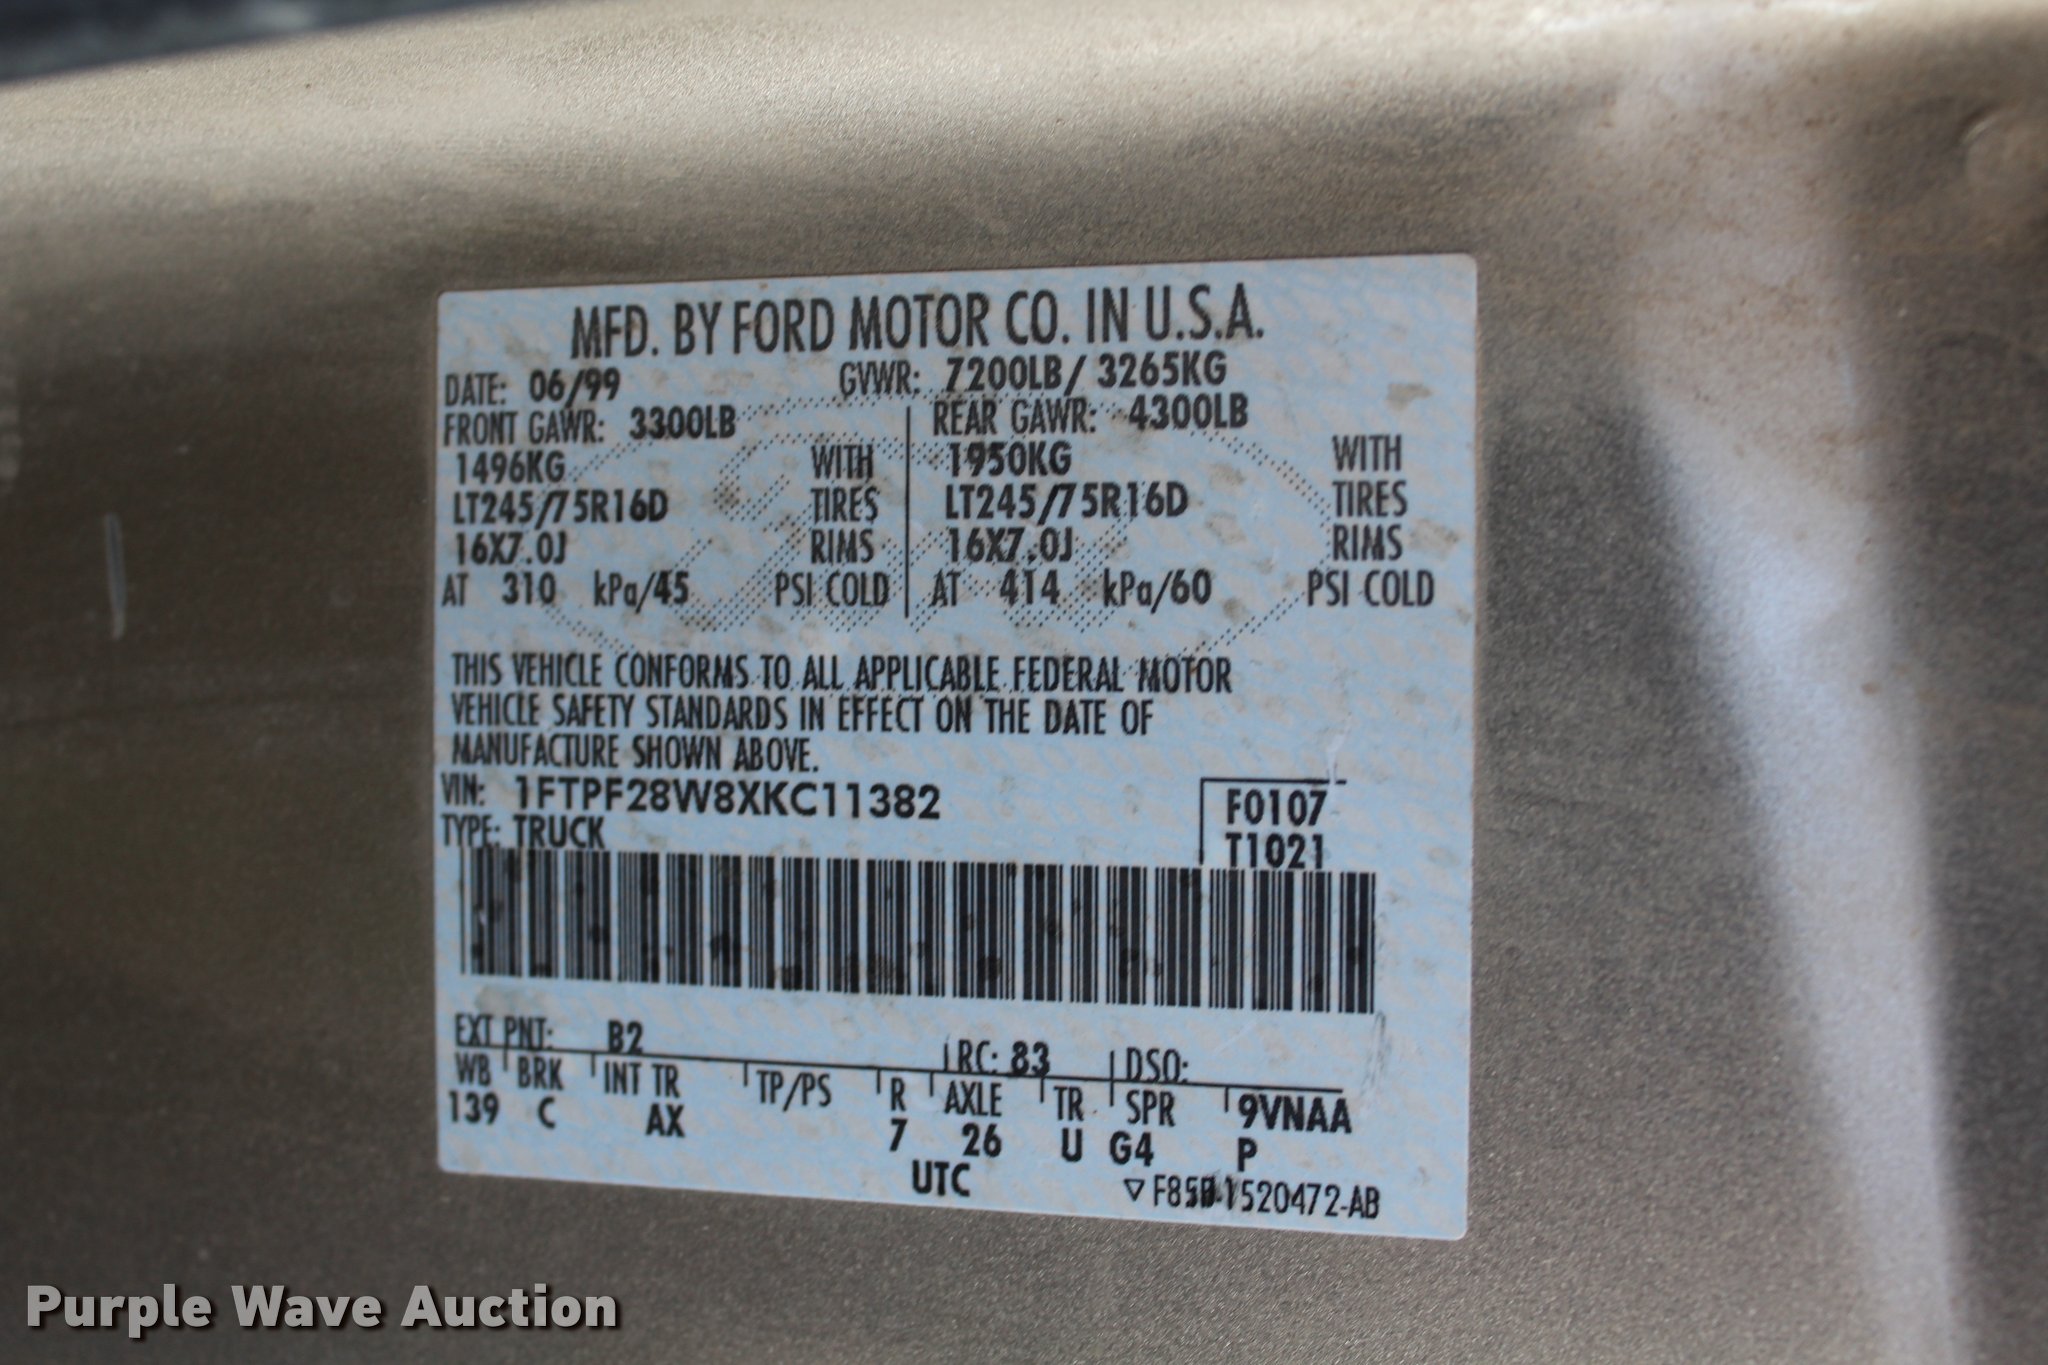 MFD. BY FORD MOTOR CO. IN U.S.A.
DATE: 06/99 GVWR: 7200LB/ 3265KG
FRONT GAWR: 3300LB REAR GAWR: 4300LB
1496KG WITH 1950KG WITH
LT245/75R16D TIRES LT245/75R16D TIRES
16X7.0J RIMS 16X7.0J RIMS
AT 310 kPa/45 PSI COLD AT 414 kPa/60 PSI COLD
THIS VEHICLE CONFORMS TO ALL APPLICABLE FEDERAL MOTOR
VEHICLE SAFETY STANDARDS IN EFFECT ON THE DATE OF
MANUFACTURE SHOWN ABOVE.
VIN: 1FTPF28W8XKC11382 F0107
TYPE: TRUCK T1021
EXT PNT: B2 RC: 83 DSO:
WB BRK INT TR TP/PS R AXLE TR SPR 9VNAA
139 C AX 7 26 U G4 P
UTC
Purple Wave Auction